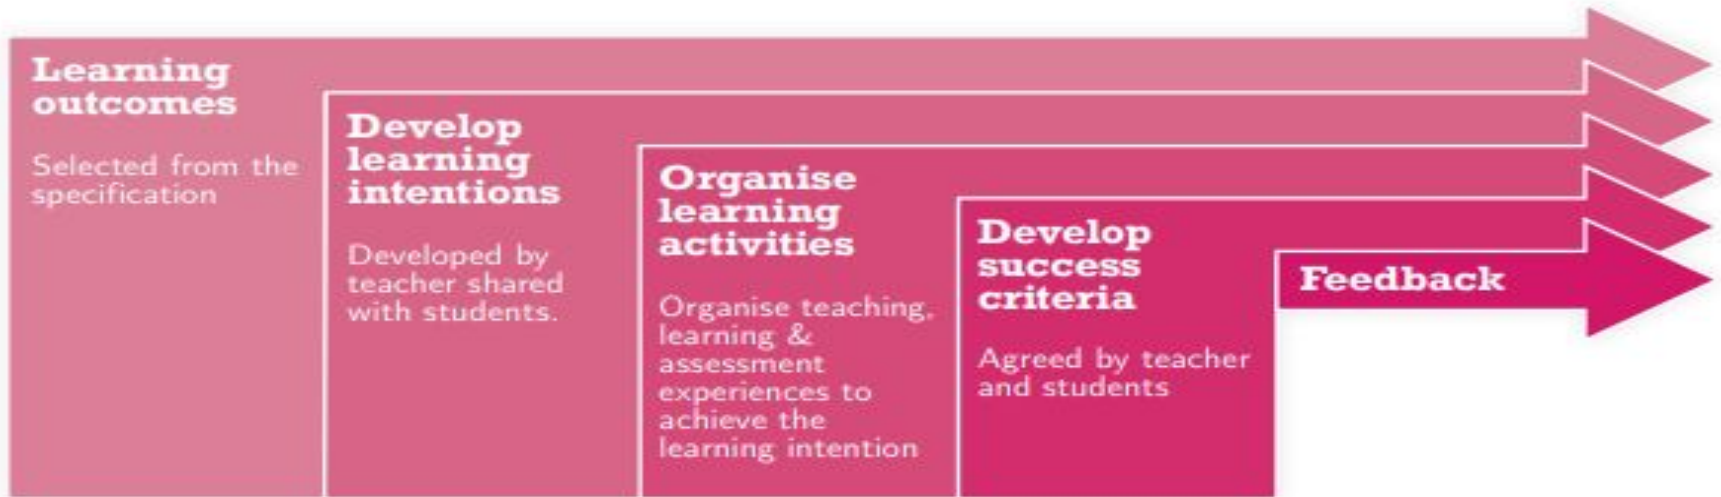 Learning
outcomes
Selected from the
specification
Develop
learning
intentions
Developed by
teacher shared
with students.
Organise
learning
activities
Organise teaching,
learning &
assessment
experiences to
achieve the
learning intention
Develop
success
criteria
Agreed by teacher
and students
Feedback